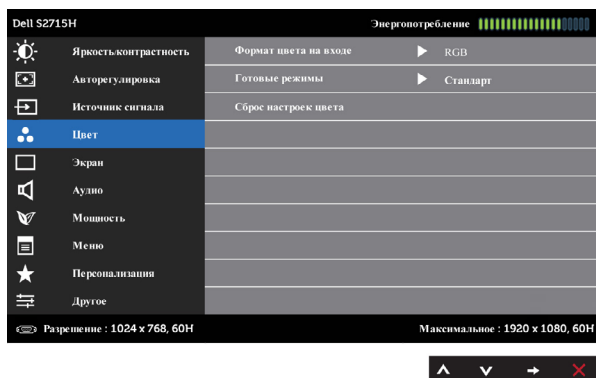 Dell S2715H Энергопотребление
Яркость/контрастность Формат цвета на входе RGB
Авторегулировка Готовые режимы Стандарт
Источник сигнала Сброс настроек цвета
Цвет
Экран
Аудио
Мощность
Меню
Персонализация
Другое
Разрешение : 1024 x 768, 60H Максимальное : 1920 x 1080, 60H